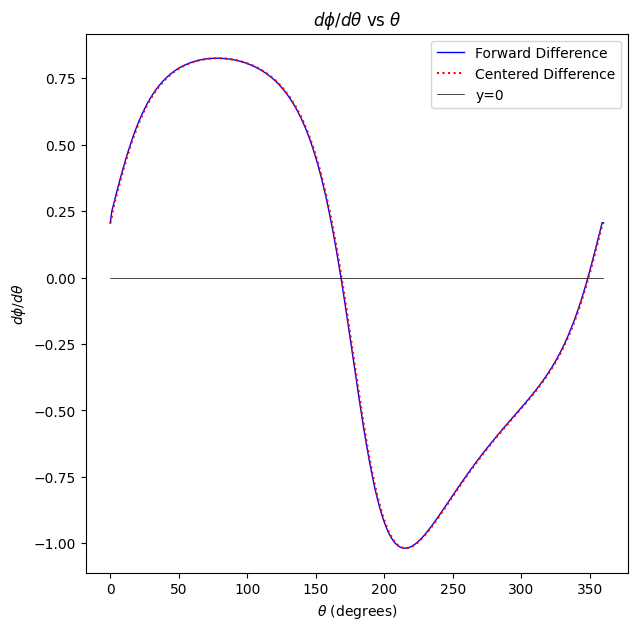 dϕ/dθ vs θ
Forward Difference
Centered Difference
y=0
dϕ/dθ
0.75
0.50
0.25
0.00
−0.25
−0.50
−0.75
−1.00
0 50 100 150 200 250 300 350
θ (degrees)